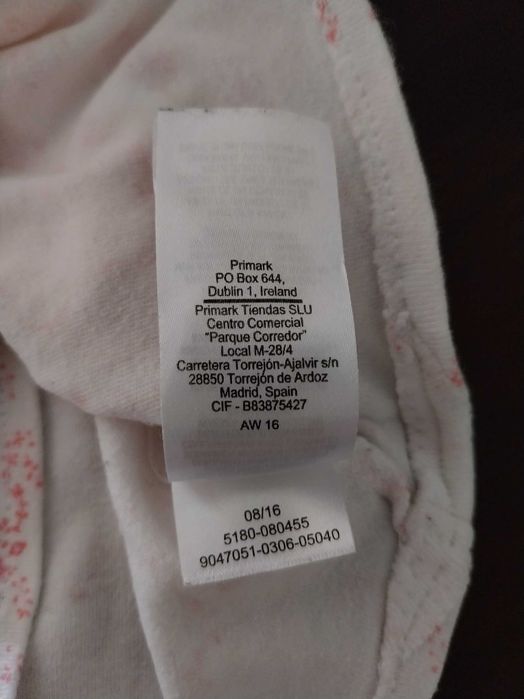 Primark
PO Box 644,
Dublin 1, Ireland
Primark Tiendas SLU
Centro Comercial
"Parque Corredor"
Local M-28/4
Carretera Torrejón-Ajalvir s/n
28850 Torrejón de Ardoz
Madrid, Spain
CIF - B83875427
AW 16
08/16
5180-080455
9047051-0306-05040